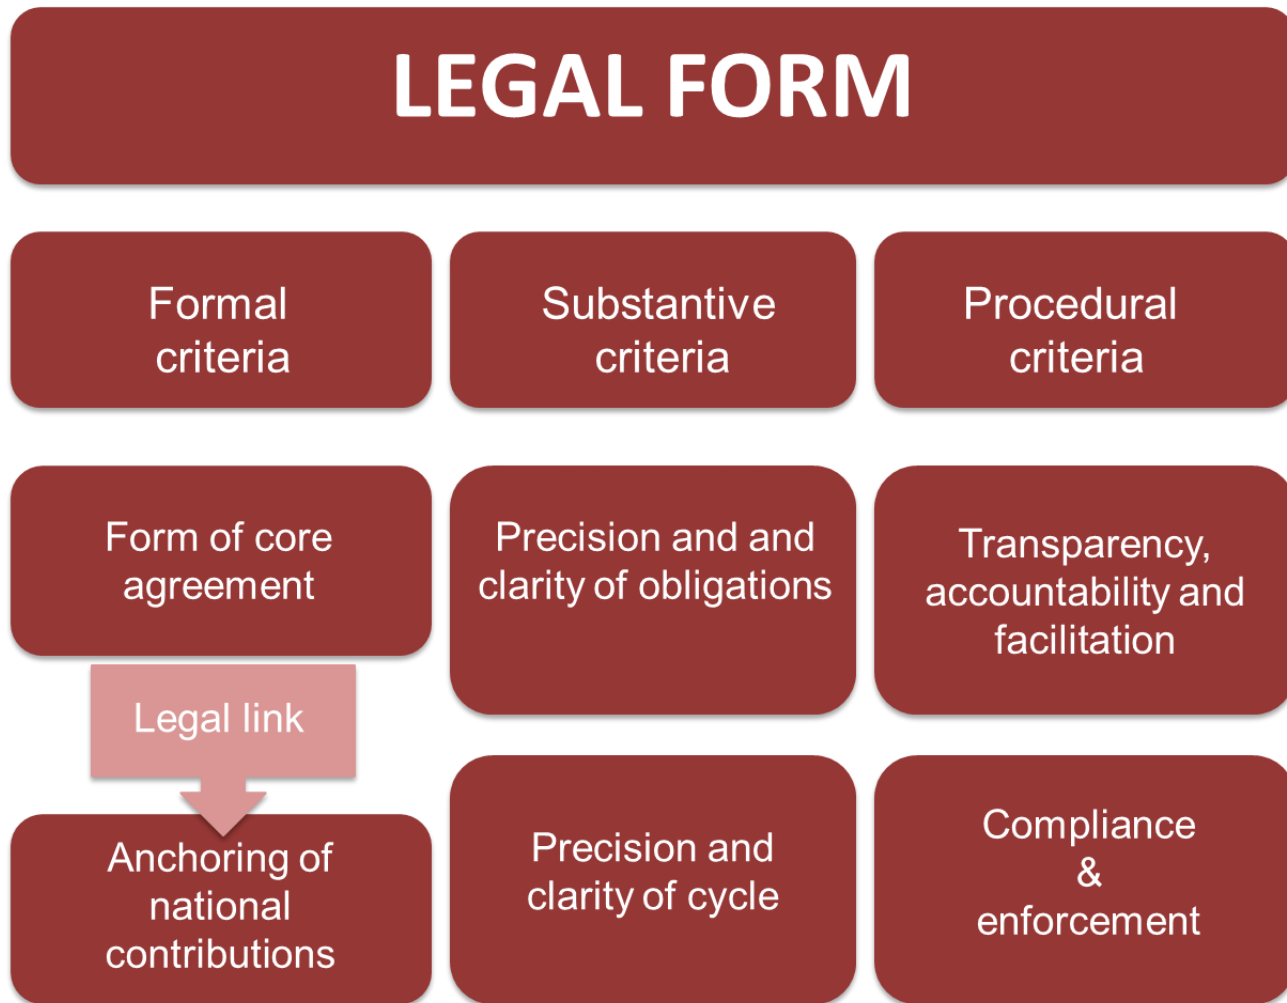 LEGAL FORM
Formal
criteria
Substantive
criteria
Procedural
criteria
Form of core
agreement
Legal link
Anchoring of
national
contributions
Precision and and
clarity of obligations
Precision and
clarity of cycle
Transparency,
accountability and
facilitation
Compliance
&
enforcement